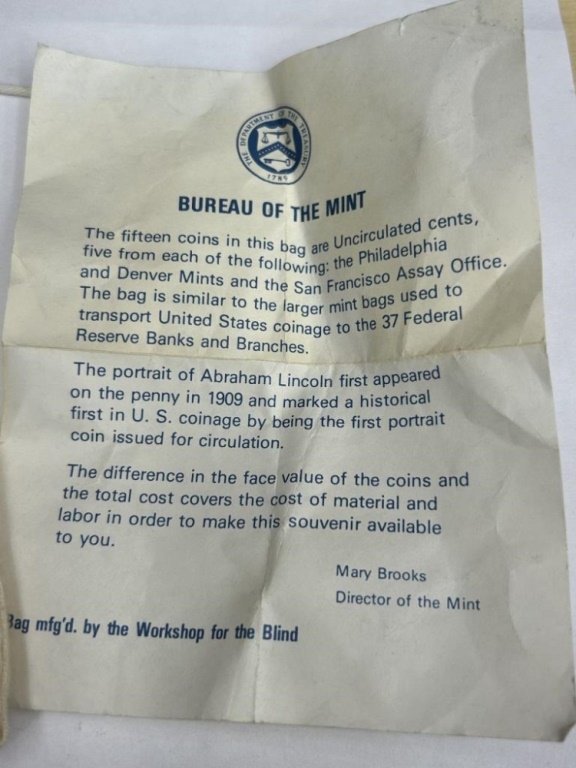 THE DEPARTMENT OF THE TREASURY
1789
BUREAU OF THE MINT
The fifteen coins in this bag are Uncirculated cents,
five from each of the following: the Philadelphia
and Denver Mints and the San Francisco Assay Office.
The bag is similar to the larger mint bags used to
transport United States coinage to the 37 Federal
Reserve Banks and Branches.
The portrait of Abraham Lincoln first appeared
on the penny in 1909 and marked a historical
first in U. S. coinage by being the first portrait
coin issued for circulation.
The difference in the face value of the coins and
the total cost covers the cost of material and
labor in order to make this souvenir available
to you.
Mary Brooks
Director of the Mint
Bag mfg'd. by the Workshop for the Blind